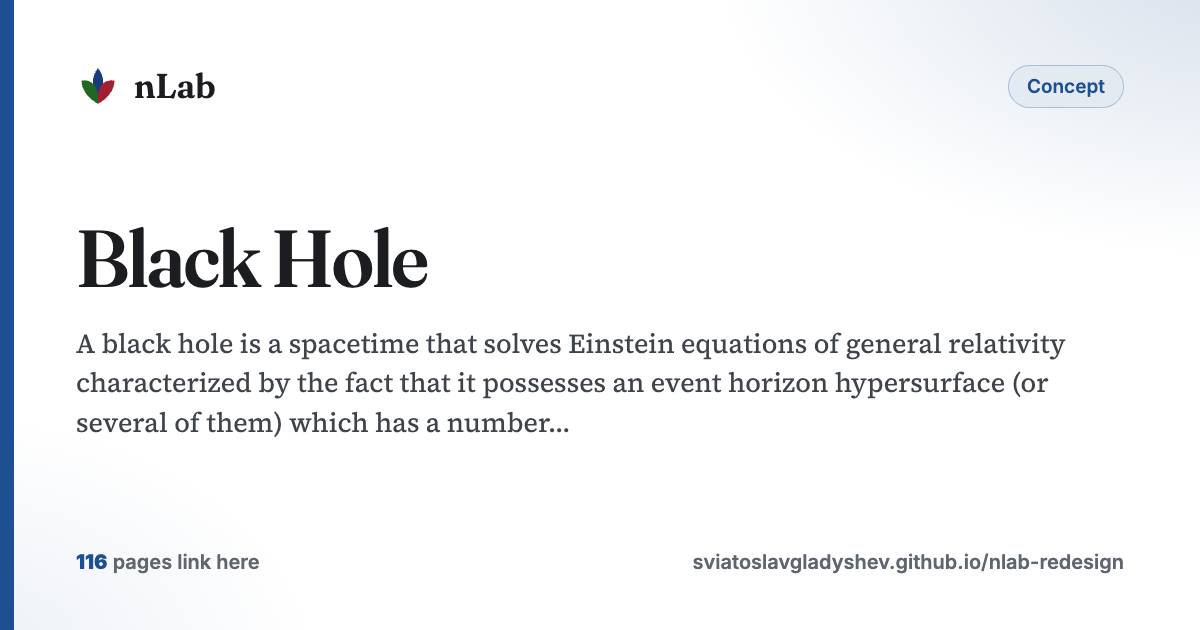 nLab
Concept
Black Hole
A black hole is a spacetime that solves Einstein equations of general relativity
characterized by the fact that it possesses an event horizon hypersurface (or
several of them) which has a number...
116 pages link here
sviatoslavgladyshev.github.io/nlab-redesign